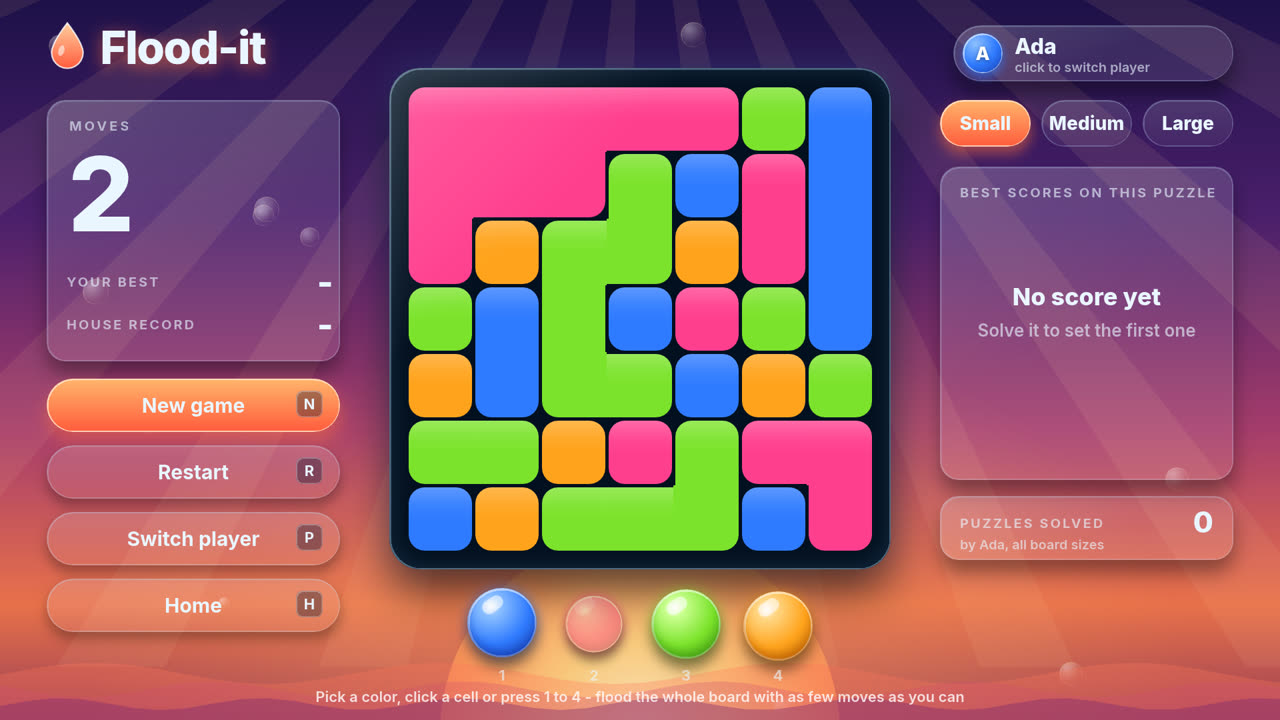 Flood-it
MOVES
2
YOUR BEST -
HOUSE RECORD -
New game N
Restart R
Switch player P
Home H
A
Ada
click to switch player
Small Medium Large
BEST SCORES ON THIS PUZZLE
No score yet
Solve it to set the first one
PUZZLES SOLVED 0
by Ada, all board sizes
1 2 3 4
Pick a color, click a cell or press 1 to 4 - flood the whole board with as few moves as you can